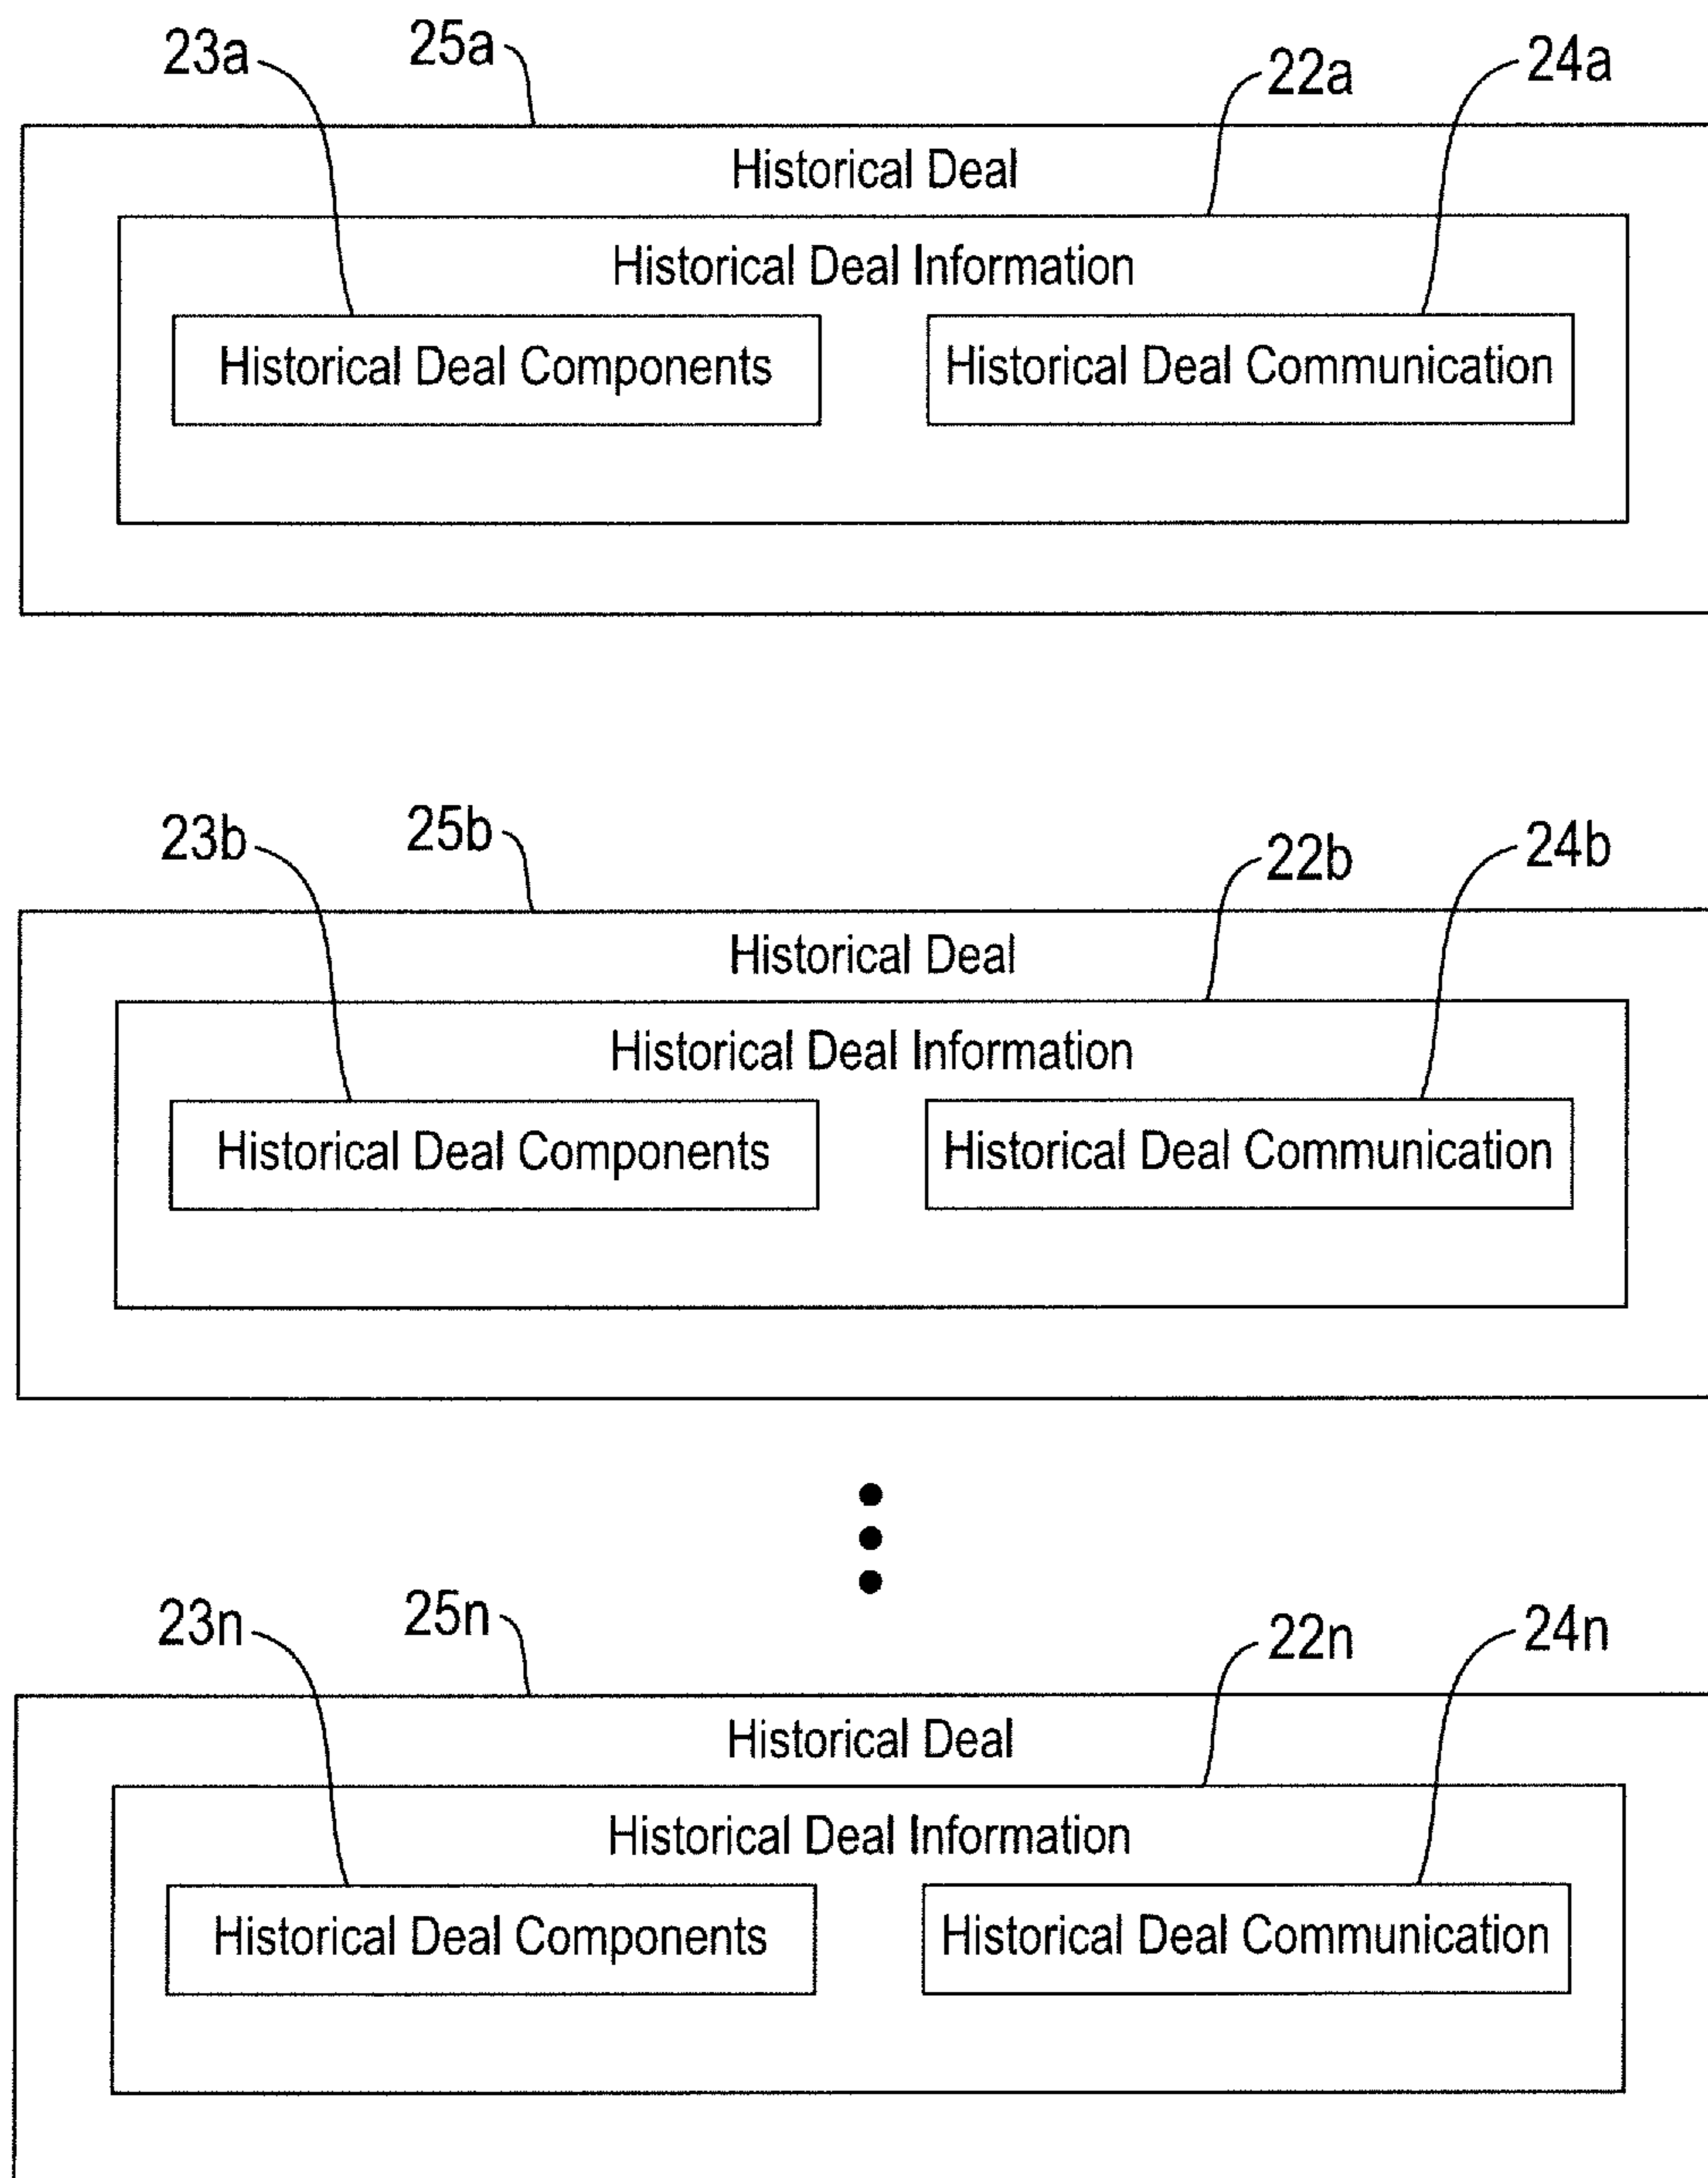 23a 25a 22a 24a
Historical Deal
Historical Deal Information
Historical Deal Components Historical Deal Communication
23b 25b 22b 24b
Historical Deal
Historical Deal Information
Historical Deal Components Historical Deal Communication
23n 25n 22n 24n
Historical Deal
Historical Deal Information
Historical Deal Components Historical Deal Communication